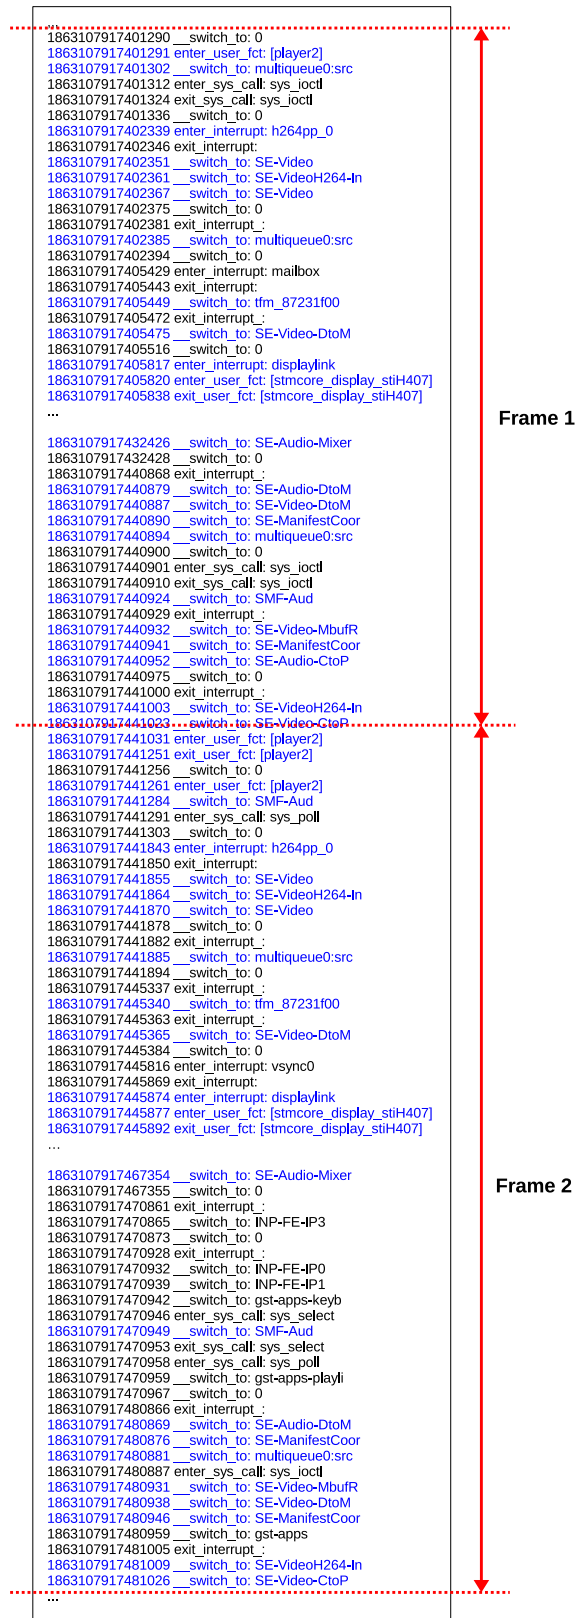 ...
1863107917401290 __switch_to: 0
1863107917401291 enter_user_fct: [player2]
1863107917401302 __switch_to: multiqueue0:src
1863107917401312 enter_sys_call: sys_ioctl
1863107917401324 exit_sys_call: sys_ioctl
1863107917401336 __switch_to: 0
1863107917402339 enter_interrupt: h264pp_0
1863107917402346 exit_interrupt:
1863107917402351 __switch_to: SE-Video
1863107917402361 __switch_to: SE-VideoH264-In
1863107917402367 __switch_to: SE-Video
1863107917402375 __switch_to: 0
1863107917402381 exit_interrupt_:
1863107917402385 __switch_to: multiqueue0:src
1863107917402394 __switch_to: 0
1863107917405429 enter_interrupt: mailbox
1863107917405443 exit_interrupt:
1863107917405449 __switch_to: tfm_87231f00
1863107917405472 exit_interrupt_:
1863107917405475 __switch_to: SE-Video-DtoM
1863107917405516 __switch_to: 0
1863107917405817 enter_interrupt: displaylink
1863107917405820 enter_user_fct: [stmcore_display_stiH407]
1863107917405838 exit_user_fct: [stmcore_display_stiH407]
...
Frame 1
1863107917432426 __switch_to: SE-Audio-Mixer
1863107917432428 __switch_to: 0
1863107917440868 exit_interrupt_:
1863107917440879 __switch_to: SE-Audio-DtoM
1863107917440887 __switch_to: SE-Video-DtoM
1863107917440890 __switch_to: SE-ManifestCoor
1863107917440894 __switch_to: multiqueue0:src
1863107917440900 __switch_to: 0
1863107917440901 enter_sys_call: sys_ioctl
1863107917440910 exit_sys_call: sys_ioctl
1863107917440924 __switch_to: SMF-Aud
1863107917440929 exit_interrupt_:
1863107917440932 __switch_to: SE-Video-MbufR
1863107917440941 __switch_to: SE-ManifestCoor
1863107917440952 __switch_to: SE-Audio-CtoP
1863107917440975 __switch_to: 0
1863107917441000 exit_interrupt_:
1863107917441003 __switch_to: SE-VideoH264-In
1863107917441023 __switch_to: SE-Video-CtoP
1863107917441031 enter_user_fct: [player2]
1863107917441251 exit_user_fct: [player2]
1863107917441256 __switch_to: 0
1863107917441261 enter_user_fct: [player2]
1863107917441284 __switch_to: SMF-Aud
1863107917441291 enter_sys_call: sys_poll
1863107917441303 __switch_to: 0
1863107917441843 enter_interrupt: h264pp_0
1863107917441850 exit_interrupt:
1863107917441855 __switch_to: SE-Video
1863107917441864 __switch_to: SE-VideoH264-In
1863107917441870 __switch_to: SE-Video
1863107917441878 __switch_to: 0
1863107917441882 exit_interrupt_:
1863107917441885 __switch_to: multiqueue0:src
1863107917441894 __switch_to: 0
1863107917445337 exit_interrupt_:
1863107917445340 __switch_to: tfm_87231f00
1863107917445363 exit_interrupt_:
1863107917445365 __switch_to: SE-Video-DtoM
1863107917445384 __switch_to: 0
1863107917445816 enter_interrupt: vsync0
1863107917445869 exit_interrupt:
1863107917445874 enter_interrupt: displaylink
1863107917445877 enter_user_fct: [stmcore_display_stiH407]
1863107917445892 exit_user_fct: [stmcore_display_stiH407]
...
1863107917467354 __switch_to: SE-Audio-Mixer
Frame 2
1863107917467355 __switch_to: 0
1863107917470861 exit_interrupt_:
1863107917470865 __switch_to: INP-FE-IP3
1863107917470873 __switch_to: 0
1863107917470928 exit_interrupt_:
1863107917470932 __switch_to: INP-FE-IP0
1863107917470939 __switch_to: INP-FE-IP1
1863107917470942 __switch_to: gst-apps-keyb
1863107917470946 enter_sys_call: sys_select
1863107917470949 __switch_to: SMF-Aud
1863107917470953 exit_sys_call: sys_select
1863107917470958 enter_sys_call: sys_poll
1863107917470959 __switch_to: gst-apps-playli
1863107917470967 __switch_to: 0
1863107917480866 exit_interrupt_:
1863107917480869 __switch_to: SE-Audio-DtoM
1863107917480876 __switch_to: SE-ManifestCoor
1863107917480881 __switch_to: multiqueue0:src
1863107917480887 enter_sys_call: sys_ioctl
1863107917480931 __switch_to: SE-Video-MbufR
1863107917480938 __switch_to: SE-Video-DtoM
1863107917480946 __switch_to: SE-ManifestCoor
1863107917480959 __switch_to: gst-apps
1863107917481005 exit_interrupt_:
1863107917481009 __switch_to: SE-VideoH264-In
1863107917481026 __switch_to: SE-Video-CtoP
...